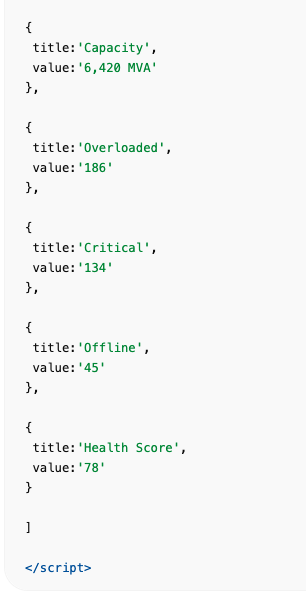 {
 title:'Capacity',
 value:'6,420 MVA'
},
{
 title:'Overloaded',
 value:'186'
},
{
 title:'Critical',
 value:'134'
},
{
 title:'Offline',
 value:'45'
},
{
 title:'Health Score',
 value:'78'
}
]
</script>